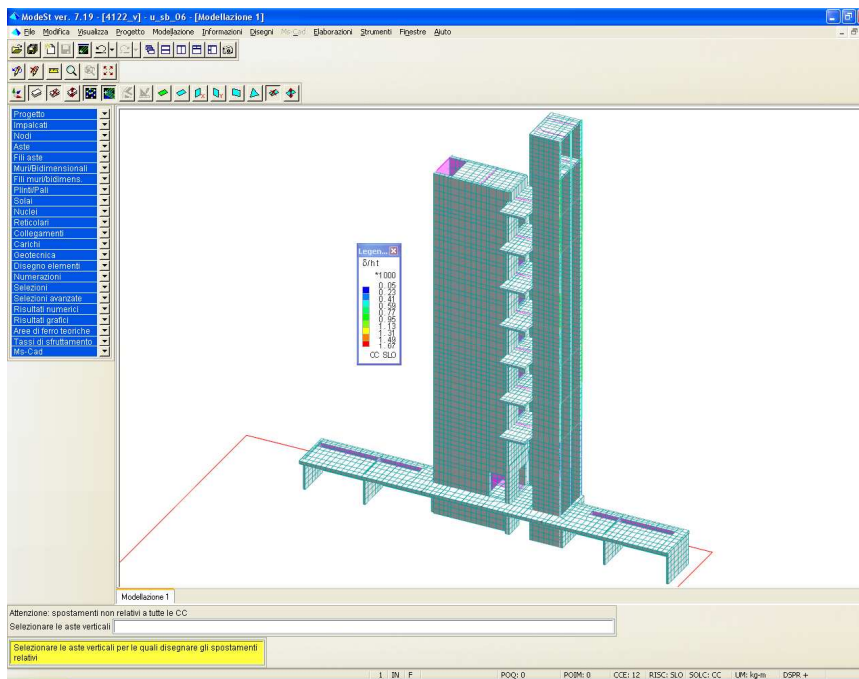 ModeSt ver. 7.19 - [4122_v] - u_sb_06 - [Modellazione 1]
File Modifica Visualizza Progetto Modellazione Informazioni Disegni Ms-Cad Elaborazioni Strumenti Finestre Aiuto
Progetto
Impalcati
Nodi
Aste
Fili aste
Muri/Bidimensionali
Fili muri/bidimens.
Plinti/Pali
Solai
Nuclei
Reticolari
Collegamenti
Carichi
Geotecnica
Disegno elementi
Numerazioni
Selezioni
Selezioni avanzate
Risultati numerici
Risultati grafici
Aree di ferro teoriche
Tassi di sfruttamento
Ms-Cad
Legen...
δ/ht
*1000
0.05
0.23
0.41
0.59
0.77
0.95
1.13
1.31
1.49
1.67
CC SLO
Modellazione 1
Attenzione: spostamenti non relativi a tutte le CC
Selezionare le aste verticali
Selezionare le aste verticali per le quali disegnare gli spostamenti
relativi
1 IN F POQ: 0 POIM: 0 CCE: 12 RISC: SLO SOLC: CC UM: kg-m DSPR +